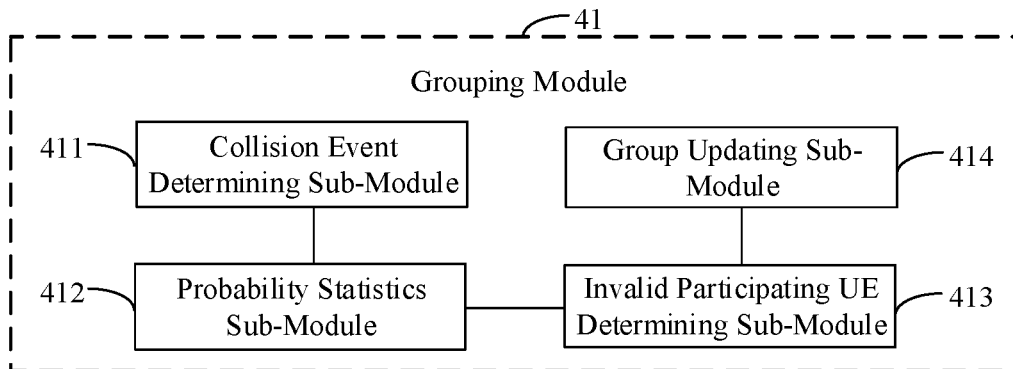 41
Grouping Module
411
Collision Event
Determining Sub-Module
Group Updating Sub-
Module
414
412
Probability Statistics
Sub-Module
Invalid Participating UE
Determining Sub-Module
413